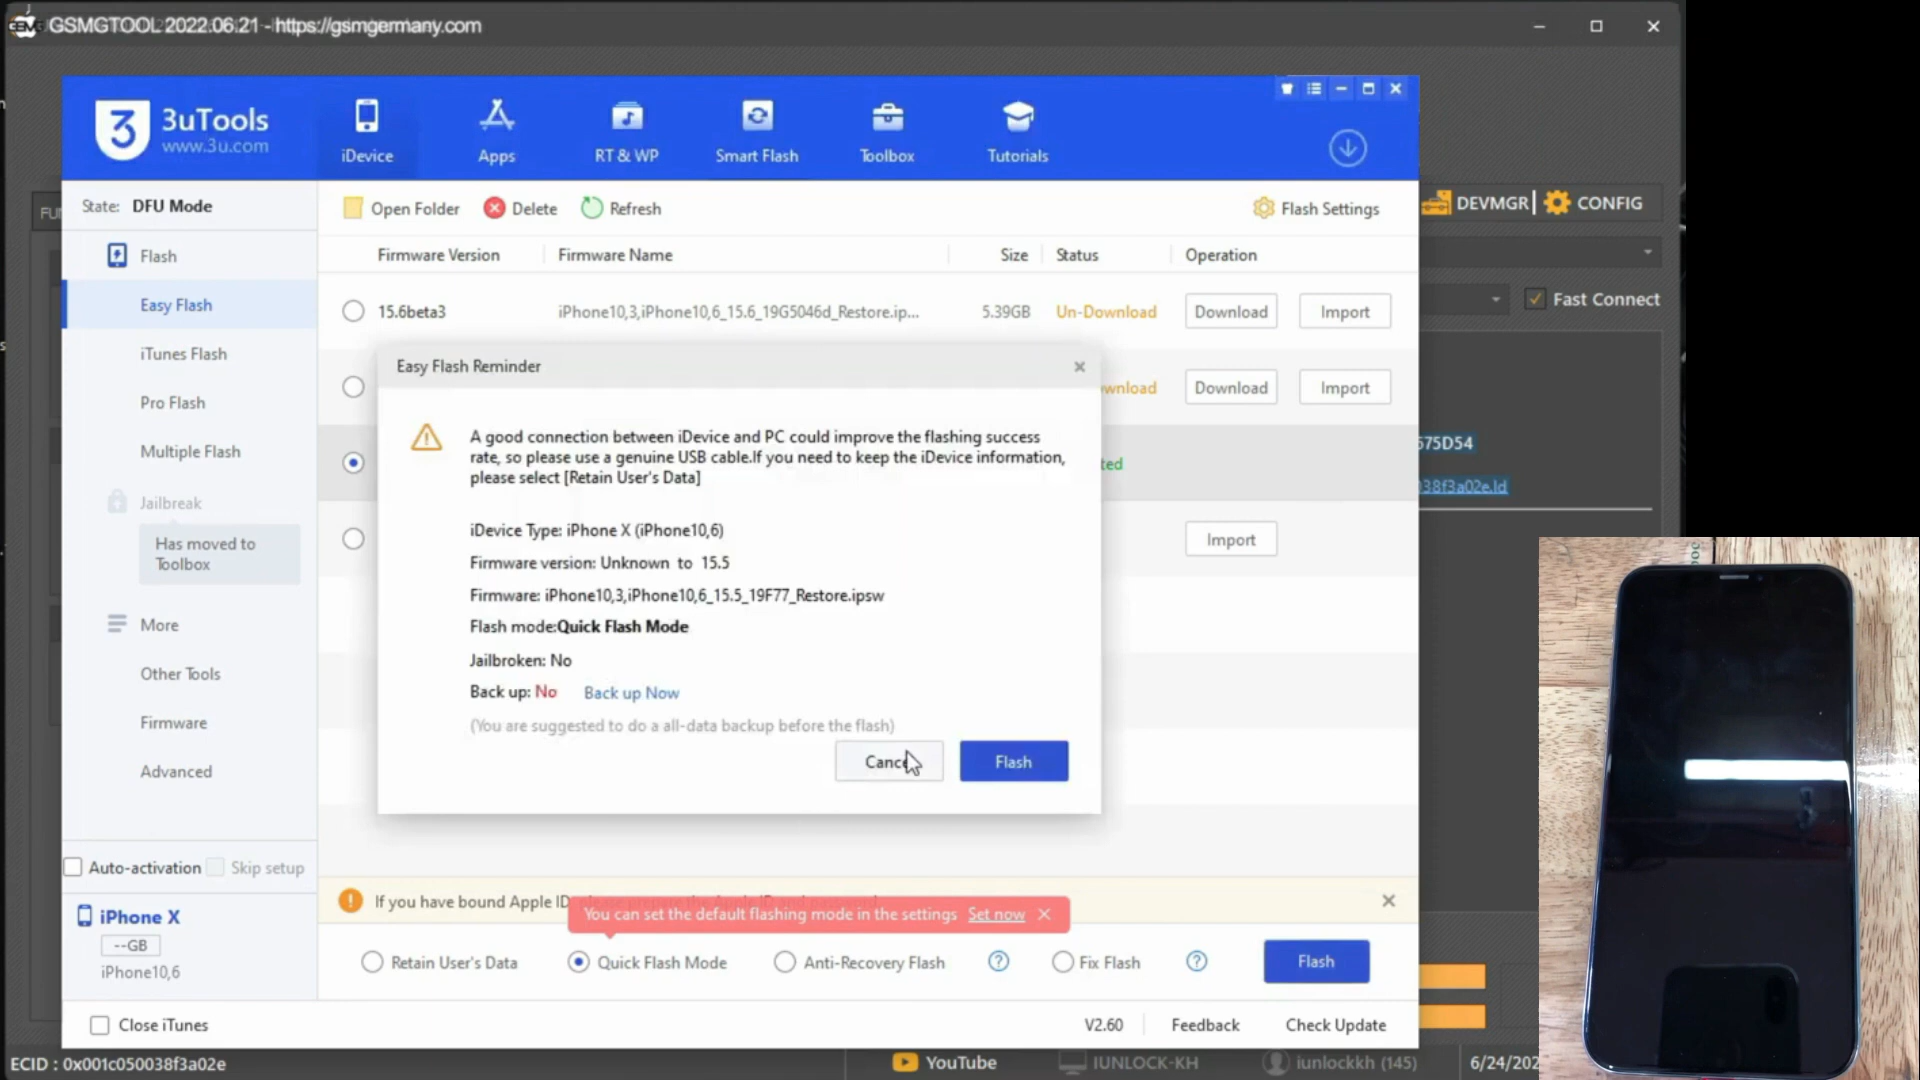 GSMGTOOL 2022.06.21 - https://gsmgermany.com
3 3uTools
www.3u.com
iDevice
Apps
RT & WP
Smart Flash
Toolbox
Tutorials
State: DFU Mode
Open Folder
Delete
Refresh
Flash Settings
DEVMGR
CONFIG
Flash
Firmware Version
Firmware Name
Size
Status
Operation
Easy Flash
15.6beta3
iPhone10,3,iPhone10,6_15.6_19G5046d_Restore.ip...
5.39GB
Un-Download
Download
Import
Fast Connect
iTunes Flash
Easy Flash Reminder
wnload
Download
Import
Pro Flash
A good connection between iDevice and PC could improve the flashing success
rate, so please use a genuine USB cable.If you need to keep the iDevice information,
please select [Retain User's Data]
Multiple Flash
ted
575D54
38f3a02e.ld
Jailbreak
Has moved to
Toolbox
iDevice Type: iPhone X (iPhone10,6)
Import
Firmware version: Unknown to 15.5
Firmware: iPhone10,3,iPhone10,6_15.5_19F77_Restore.ipsw
Flash mode:Quick Flash Mode
Jailbroken: No
Back up: No Back up Now
(You are suggested to do a all-data backup before the flash)
Flash
More
Other Tools
Firmware
Advanced
Auto-activation
Skip setup
iPhone X
--GB
iPhone10,6
If you have bound Apple ID
You can set the default flashing mode in the settings Set now
Retain User's Data
Quick Flash Mode
Anti-Recovery Flash
Fix Flash
Flash
Close iTunes
V2.60
Feedback
Check Update
ECID : 0x001c050038f3a02e
YouTube
IUNLOCK-KH
iunlockkh (145)